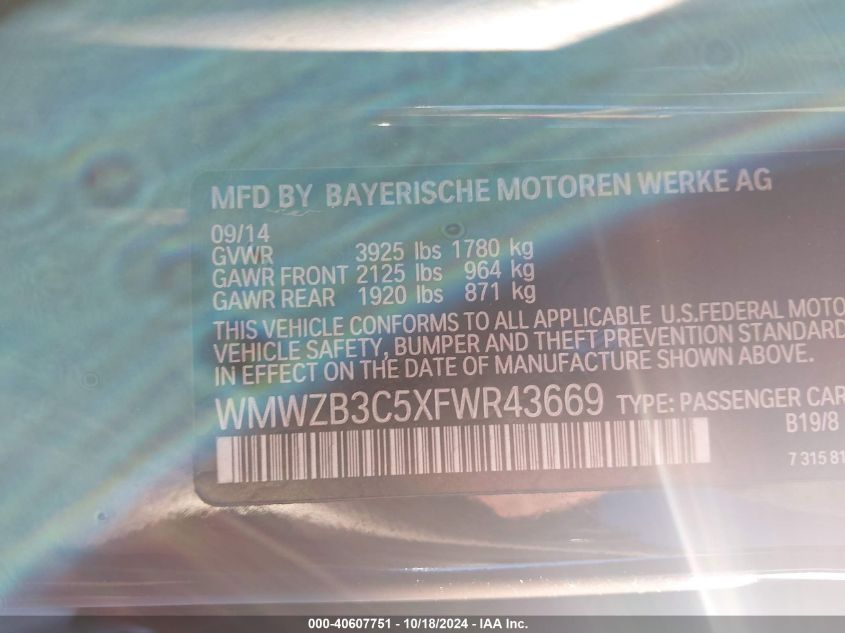 MFD BY BAYERISCHE MOTOREN WERKE AG
09/14
GVWR 3925 lbs 1780 kg
GAWR FRONT 2125 lbs 964 kg
GAWR REAR 1920 lbs 871 kg
THIS VEHICLE CONFORMS TO ALL APPLICABLE U.S.FEDERAL MOTO
VEHICLE SAFETY, BUMPER AND THEFT PREVENTION STANDARD
IN EFFECT ON THE DATE OF MANUFACTURE SHOWN ABOVE.
WMWZB3C5XFWR43669 TYPE: PASSENGER CAR
B19/8
7 315 81
000-40607751 - 10/18/2024 - IAA Inc.